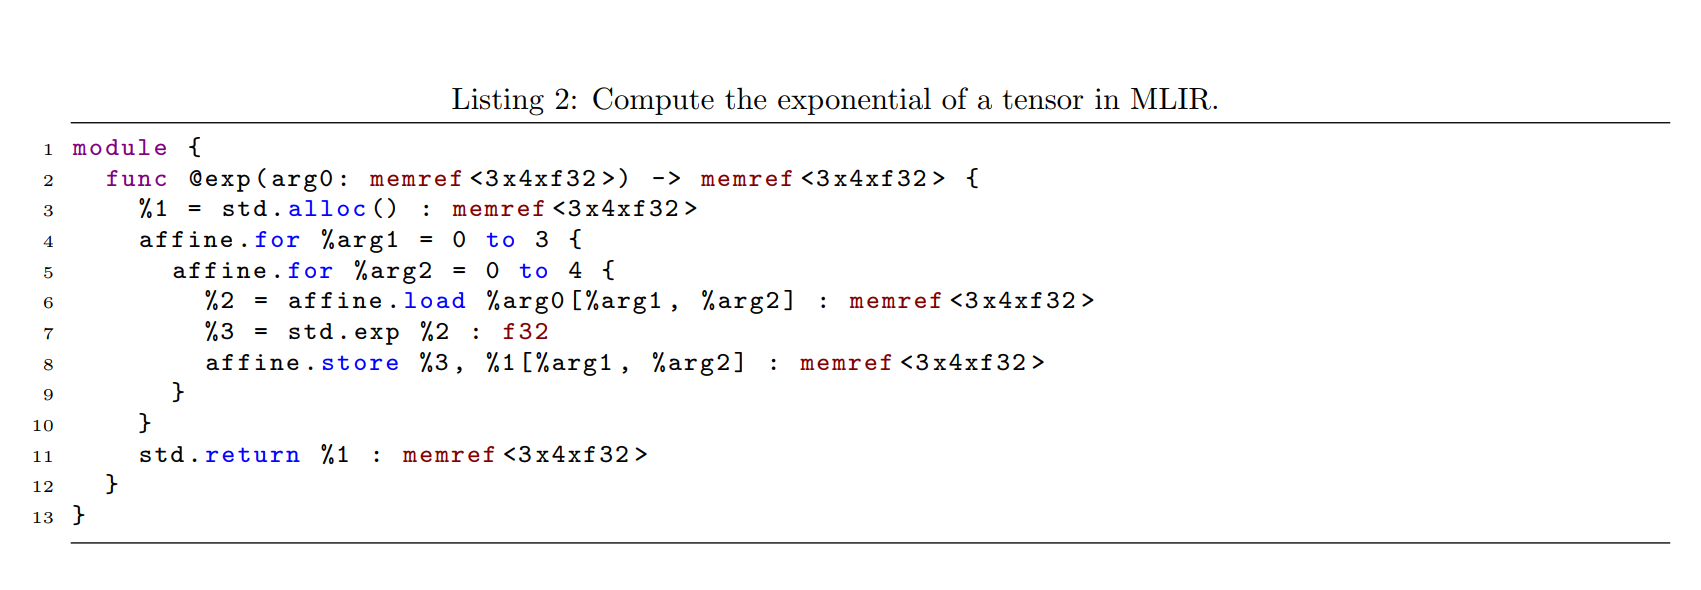 Listing 2: Compute the exponential of a tensor in MLIR.
1 module {
2   func @exp(arg0: memref<3x4xf32>) -> memref<3x4xf32> {
3     %1 = std.alloc() : memref<3x4xf32>
4     affine.for %arg1 = 0 to 3 {
5       affine.for %arg2 = 0 to 4 {
6         %2 = affine.load %arg0[%arg1, %arg2] : memref<3x4xf32>
7         %3 = std.exp %2 : f32
8         affine.store %3, %1[%arg1, %arg2] : memref<3x4xf32>
9       }
10     }
11     std.return %1 : memref<3x4xf32>
12   }
13 }